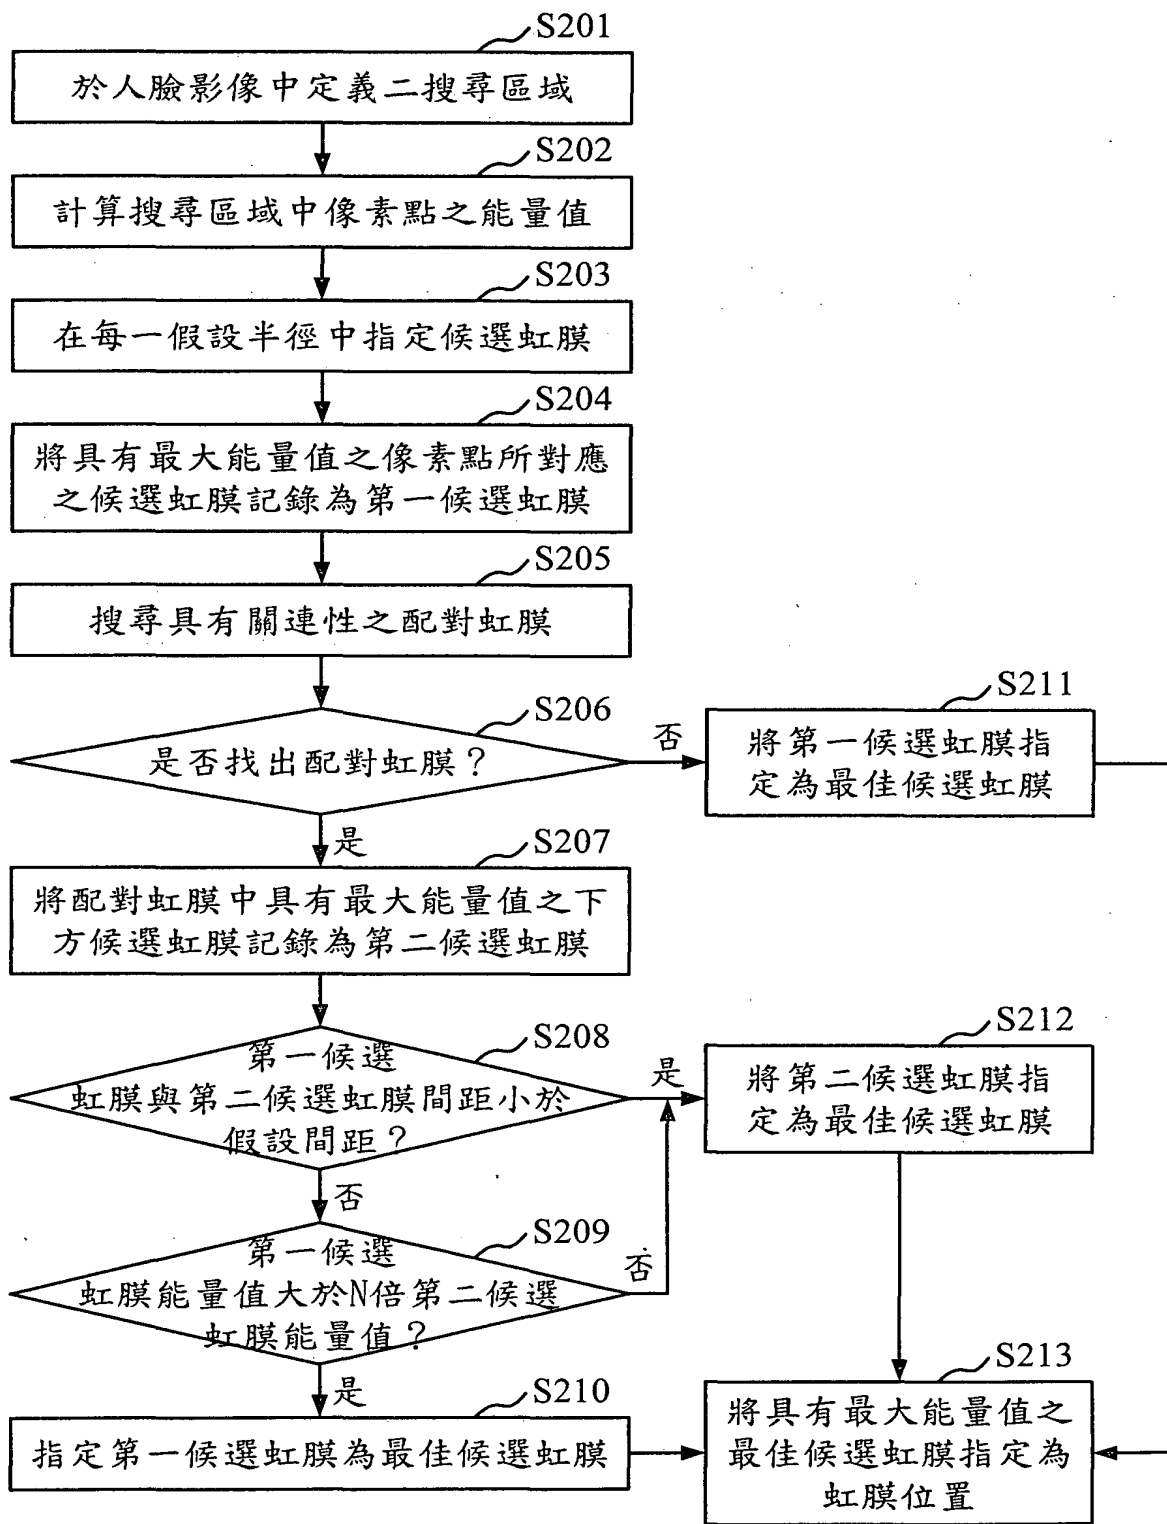 S201
於人臉影像中定義二搜尋區域
S202
計算搜尋區域中像素點之能量值
S203
在每一假設半徑中指定候選虹膜
S204
將具有最大能量值之像素點所對應
之候選虹膜記錄為第一候選虹膜
S205
搜尋具有關連性之配對虹膜
S206
是否找出配對虹膜？
否
S211
將第一候選虹膜指
定為最佳候選虹膜
是
S207
將配對虹膜中具有最大能量值之下
方候選虹膜記錄為第二候選虹膜
S208
第一候選
虹膜與第二候選虹膜間距小於
假設間距？
是
S212
將第二候選虹膜指
定為最佳候選虹膜
否
S209
第一候選
虹膜能量值大於N倍第二候選
虹膜能量值？
否
是
S210
指定第一候選虹膜為最佳候選虹膜
S213
將具有最大能量值之
最佳候選虹膜指定為
虹膜位置